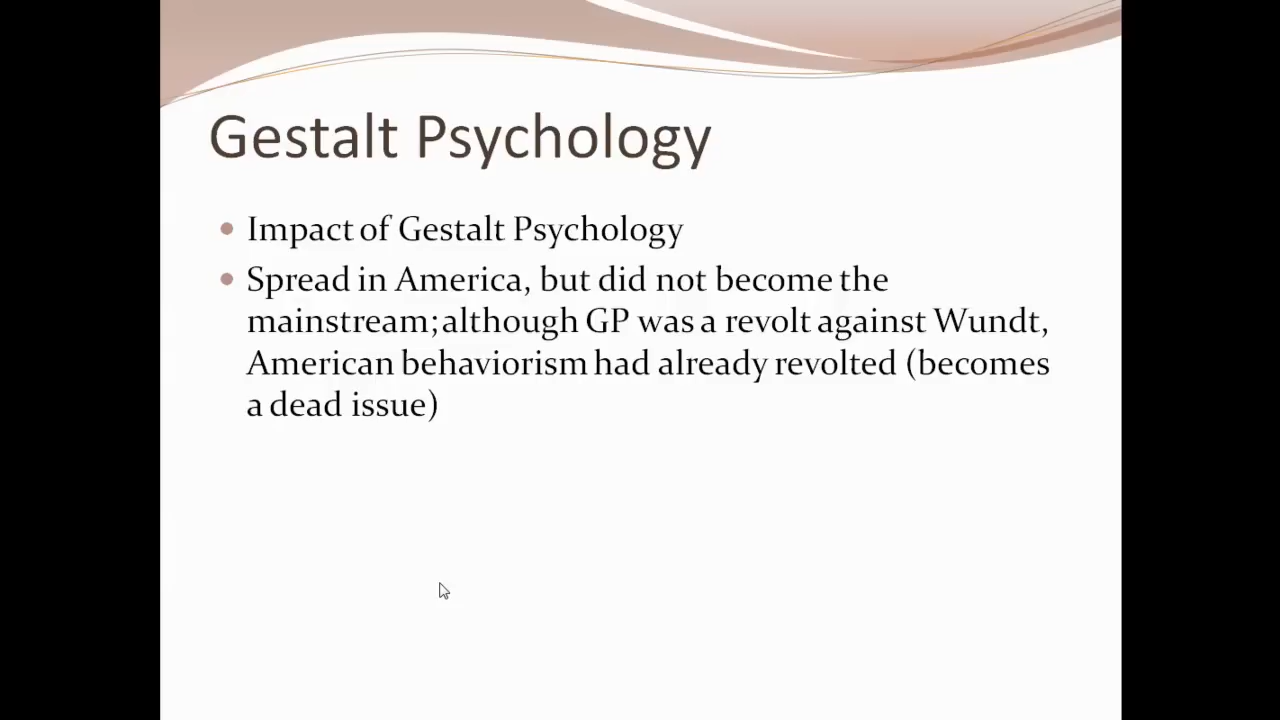 Gestalt Psychology
Impact of Gestalt Psychology
Spread in America, but did not become the
mainstream; although GP was a revolt against Wundt,
American behaviorism had already revolted (becomes
a dead issue)